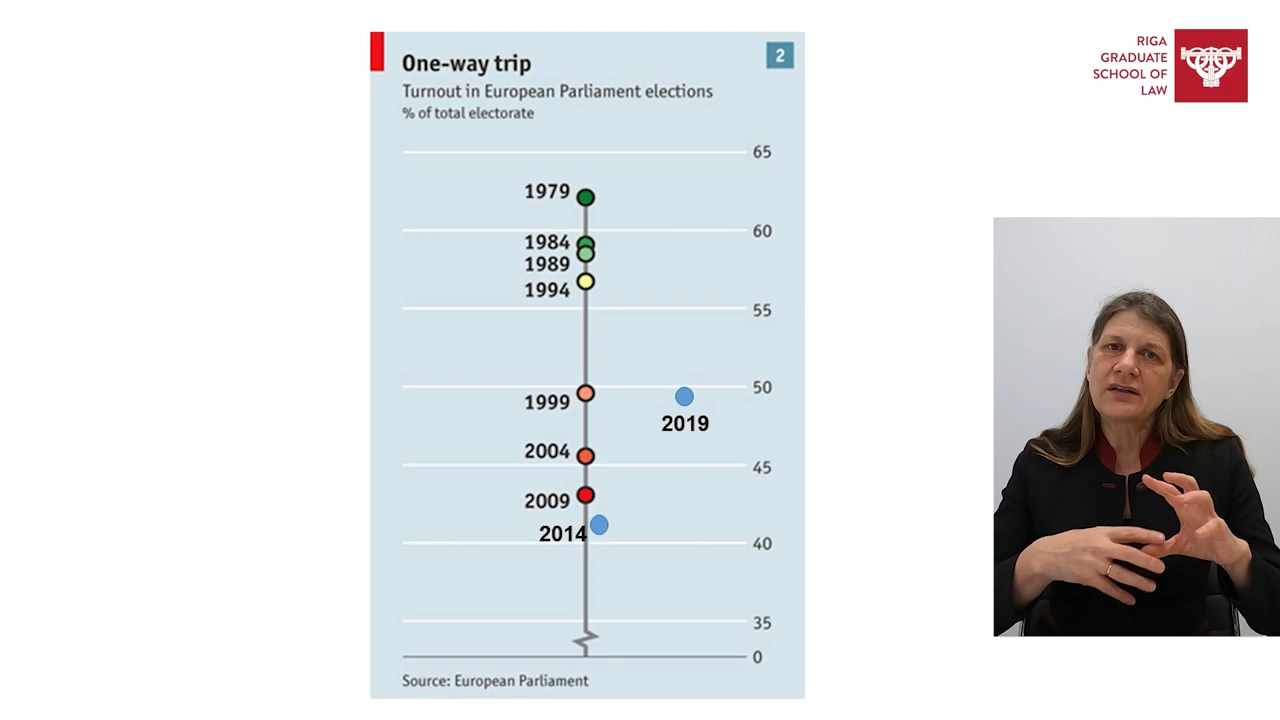 One-way trip
2
Turnout in European Parliament elections
% of total electorate
65
1979
60
1984
1989
1994
55
50
1999
2019
2004
45
2009
2014
40
35
0
Source: European Parliament
RIGA
GRADUATE
SCHOOL OF
LAW